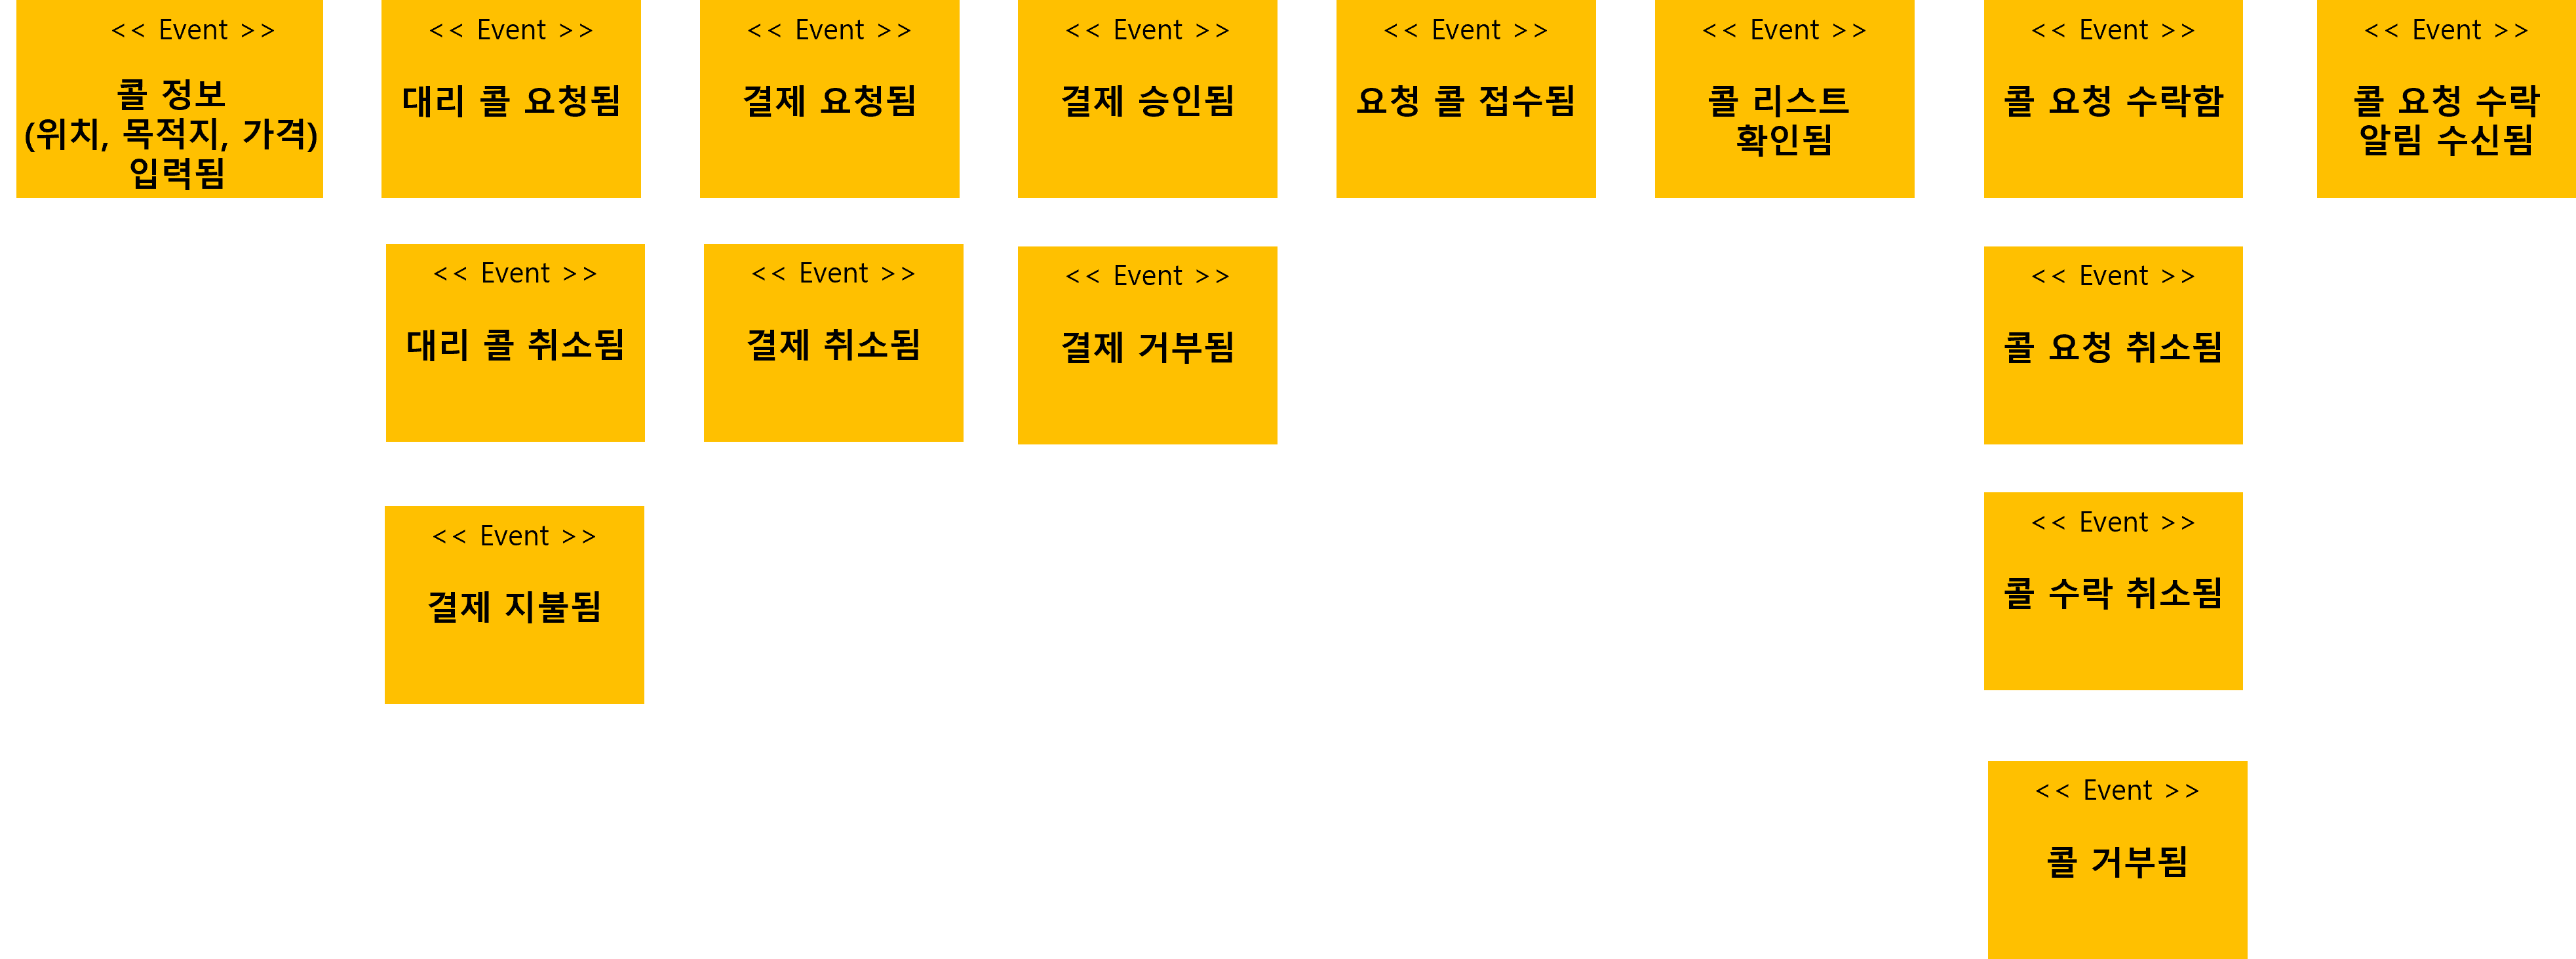 << Event >>
콜 정보
(위치, 목적지, 가격)
입력됨
<< Event >>
대리 콜 요청됨
<< Event >>
결제 요청됨
<< Event >>
결제 승인됨
<< Event >>
요청 콜 접수됨
<< Event >>
콜 리스트
확인됨
<< Event >>
콜 요청 수락함
<< Event >>
콜 요청 수락
알림 수신됨
<< Event >>
대리 콜 취소됨
<< Event >>
결제 취소됨
<< Event >>
결제 거부됨
<< Event >>
콜 요청 취소됨
<< Event >>
결제 지불됨
<< Event >>
콜 수락 취소됨
<< Event >>
콜 거부됨